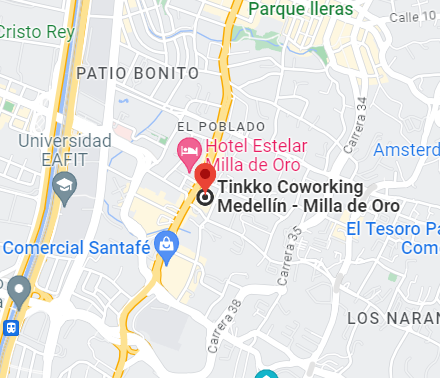 Parque lleras
Calle 10
Cristo Rey
PATIO BONITO
Carrera 34
EL POBLADO
Universidad
EAFIT
Hotel Estelar
Milla de Oro
Amsterd
Tinkko Coworking
Medellín - Milla de Oro
El Tesoro Pa
Come
Comercial Santafé
Carrera 35
Carrera 38
LOS NARAN
a